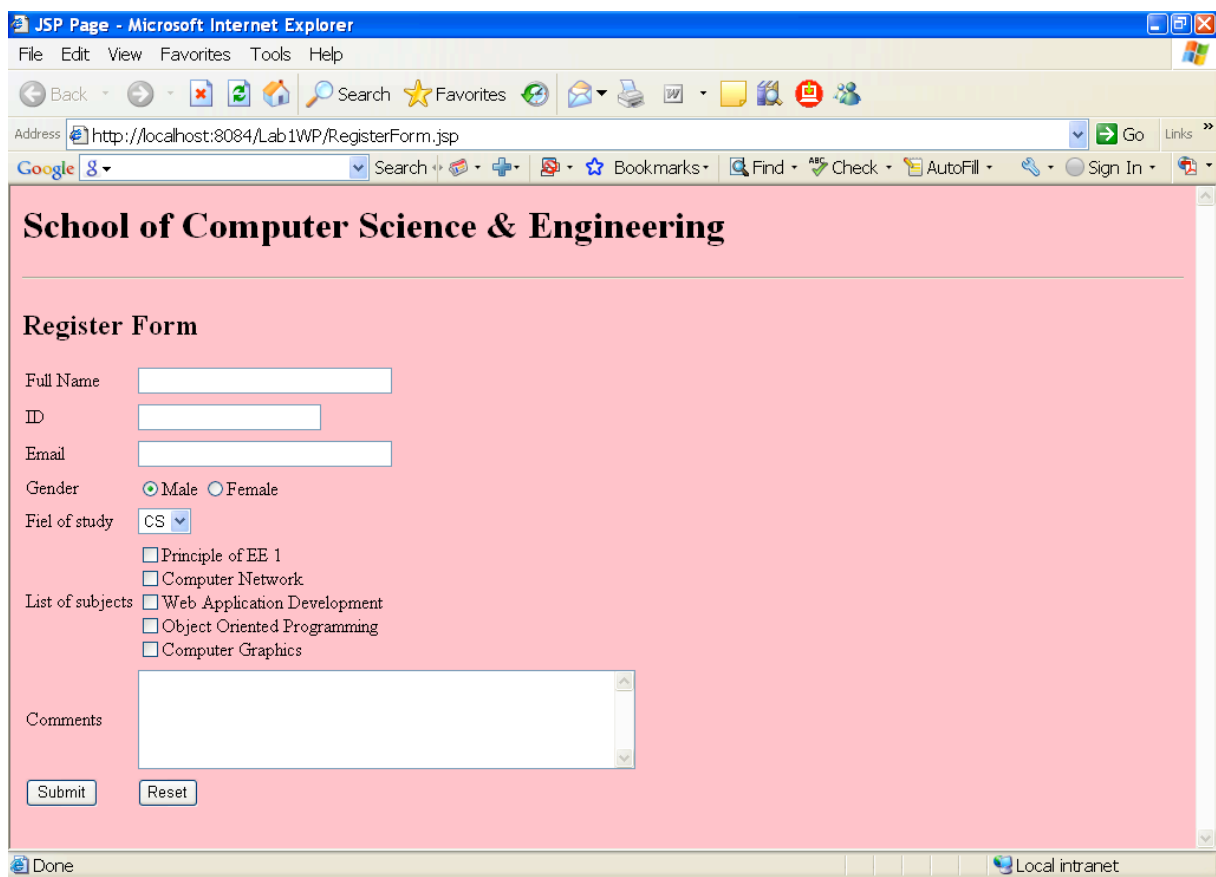 JSP Page - Microsoft Internet Explorer
File Edit View Favorites Tools Help
Back Search Favorites W
Address http://localhost:8084/Lab1WP/RegisterForm.jsp Go Links »
Google g Search Bookmarks Find ABC Check AutoFill Sign In
School of Computer Science & Engineering
Register Form
Full Name
ID
Email
Gender Male Female
Fiel of study CS
Principle of EE 1
Computer Network
List of subjects Web Application Development
Object Oriented Programming
Computer Graphics
Comments
Submit Reset
Done Local intranet